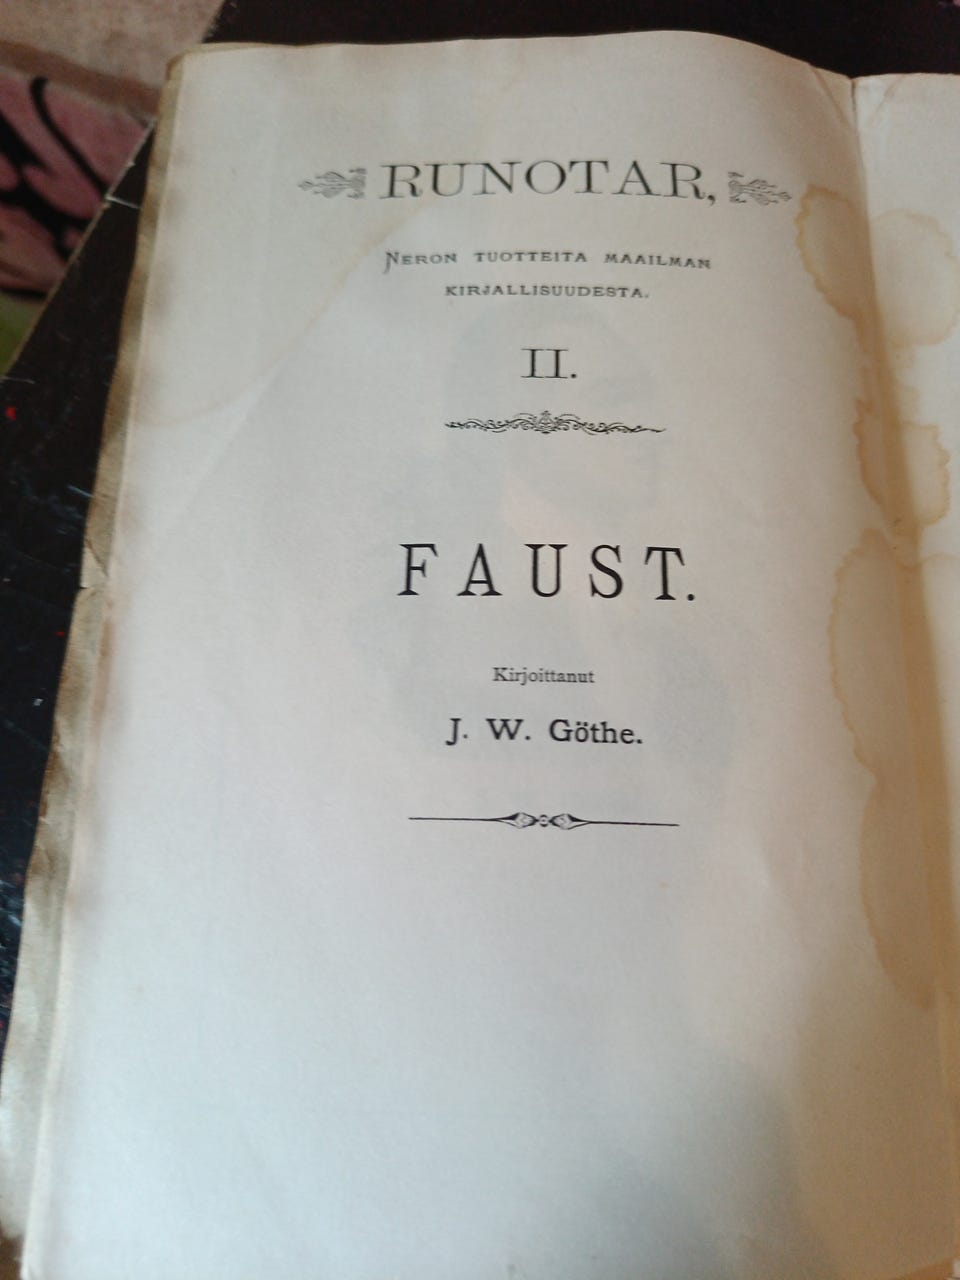 RUNOTAR,
NERON TUOTTEITA MAAILMAN
KIRJALLISUUDESTA.
II.
FAUST.
Kirjoittanut
J. W. Göthe.